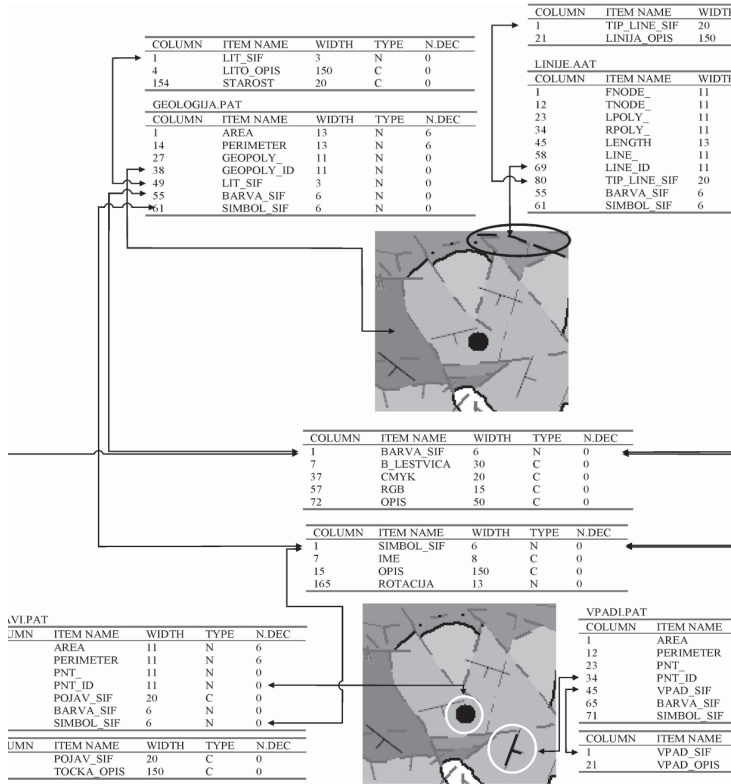 COLUMN ITEM NAME WIDTH TYPE N.DEC
1 LIT_SIF 3 N 0
4 LITO_OPIS 150 C 0
154 STAROST 20 C 0
GEOLOGIJA.PAT
COLUMN ITEM NAME WIDTH TYPE N.DEC
1 AREA 13 N 6
14 PERIMETER 13 N 6
27 GEOPOLY_ 11 N 0
38 GEOPOLY_ID 11 N 0
49 LIT_SIF 3 N 0
55 BARVA_SIF 6 N 0
61 SIMBOL_SIF 6 N 0
COLUMN ITEM NAME WIDTH
1 TIP_LINE_SIF 20
21 LINIJA_OPIS 150
LINIJE.AAT
COLUMN ITEM NAME WIDTH
1 FNODE_ 11
12 TNODE_ 11
23 LPOLY_ 11
34 RPOLY_ 11
45 LENGTH 13
58 LINE_ 11
69 LINE_ID 11
80 TIP_LINE_SIF 20
55 BARVA_SIF 6
61 SIMBOL_SIF 6
COLUMN ITEM NAME WIDTH TYPE N.DEC
1 BARVA_SIF 6 N 0
7 B_LESTVICA 30 C 0
37 CMYK 20 C 0
57 RGB 15 C 0
72 OPIS 50 C 0
COLUMN ITEM NAME WIDTH TYPE N.DEC
1 SIMBOL_SIF 6 N 0
7 IME 8 C 0
15 OPIS 150 C 0
165 ROTACIJA 13 N 0
AVI.PAT
UMN ITEM NAME WIDTH TYPE N.DEC
AREA 11 N 6
PERIMETER 11 N 6
PNT_ 11 N 0
PNT_ID 11 N 0
POJAV_SIF 20 C 0
BARVA_SIF 6 N 0
SIMBOL_SIF 6 N 0
UMN ITEM NAME WIDTH TYPE N.DEC
POJAV_SIF 20 C 0
TOCKA_OPIS 150 C 0
VPADI.PAT
COLUMN ITEM NAME
1 AREA
12 PERIMETER
23 PNT_
34 PNT_ID
45 VPAD_SIF
65 BARVA_SIF
71 SIMBOL_SIF
COLUMN ITEM NAME
1 VPAD_SIF
21 VPAD_OPIS